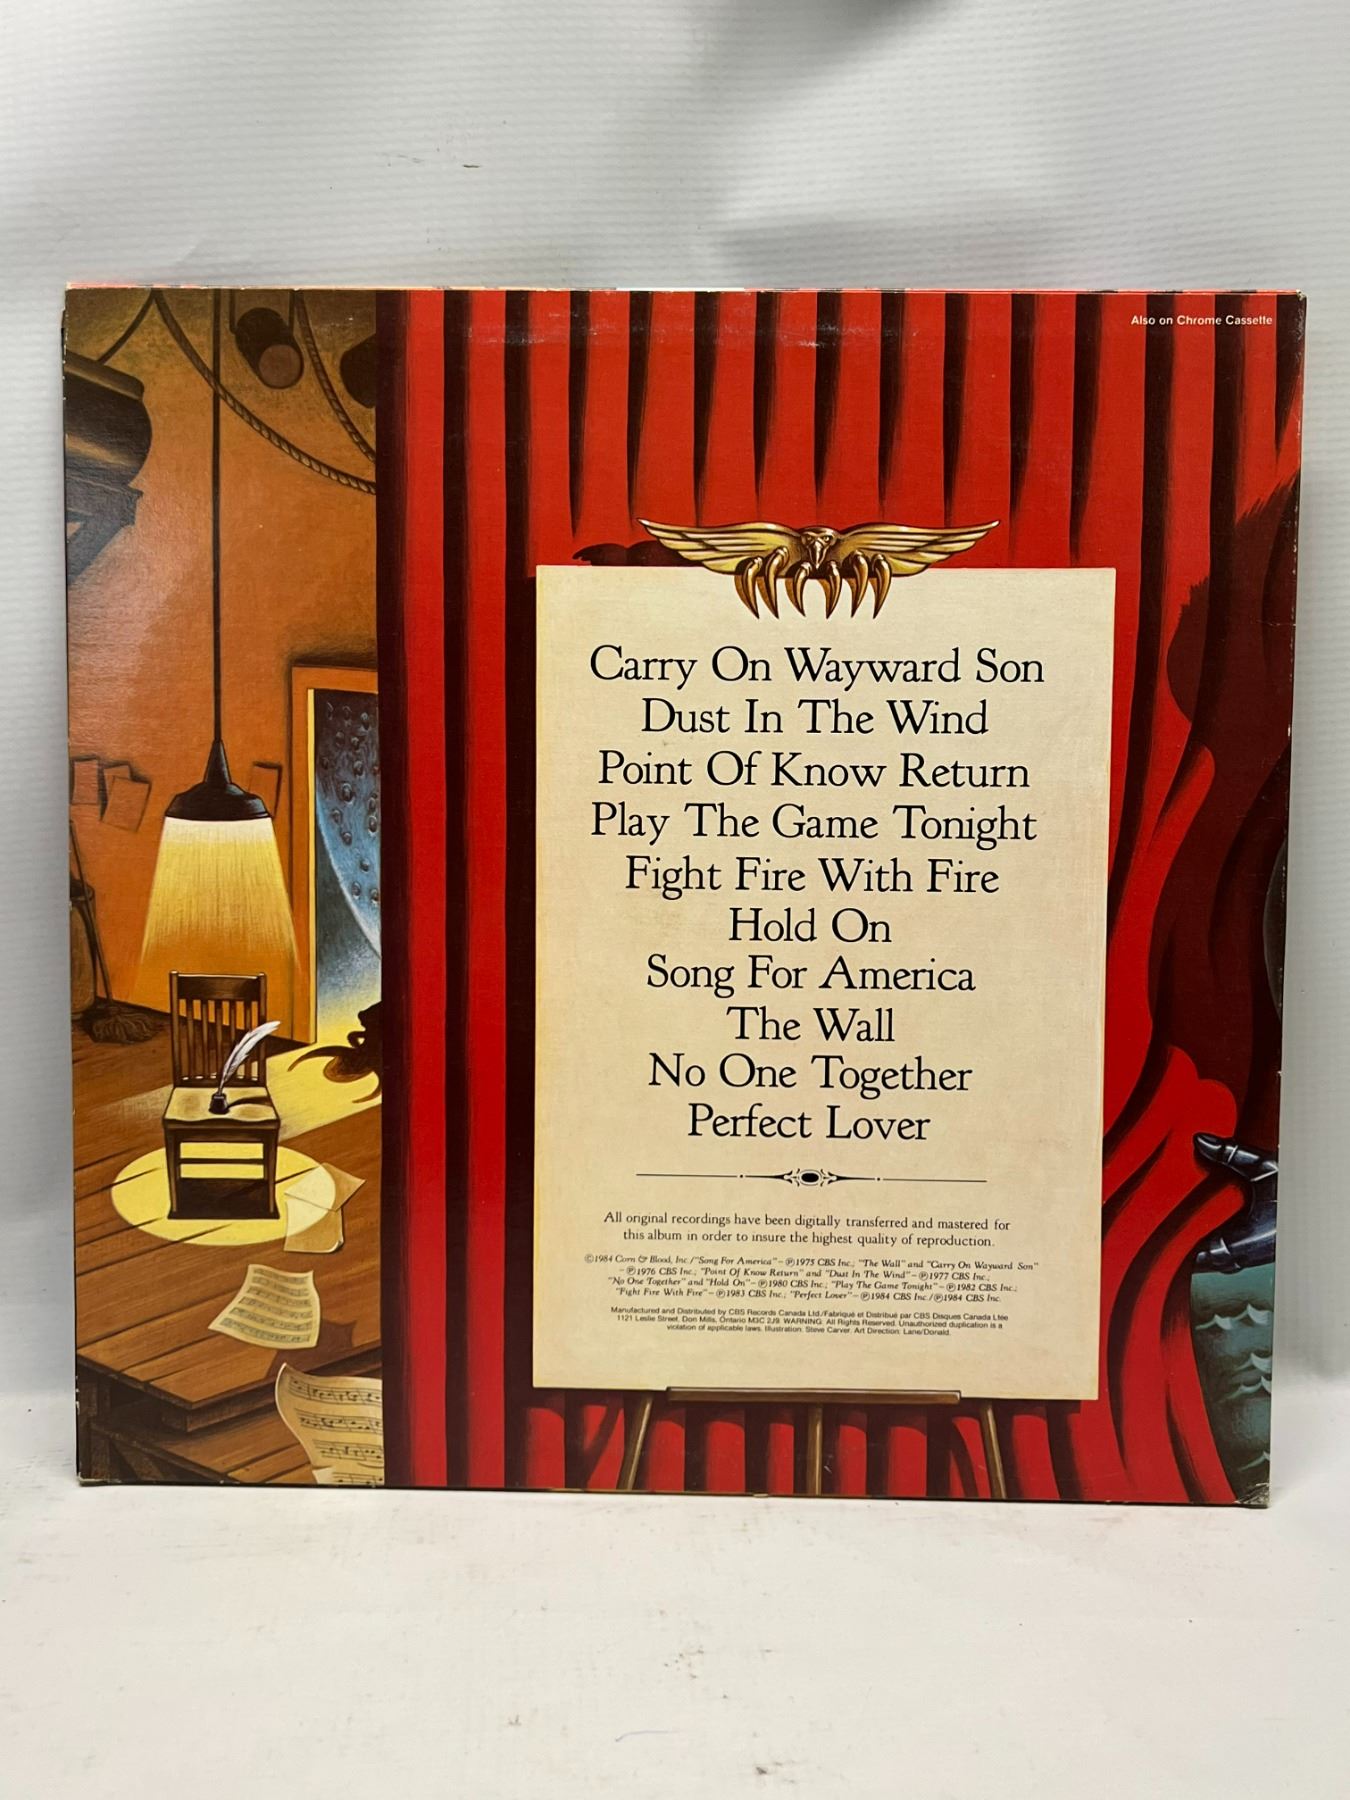 Also on Chrome Cassette
Carry On Wayward Son
Dust In The Wind
Point Of Know Return
Play The Game Tonight
Fight Fire With Fire
Hold On
Song For America
The Wall
No One Together
Perfect Lover
All original recordings have been digitally transferred and mastered for
this album in order to insure the highest quality of reproduction.
©1984 Corn & Blood, Inc./"Song For America"–℗1975 CBS Inc.; "The Wall" and "Carry On Wayward Son"
–℗1976 CBS Inc.; "Point Of Know Return" and "Dust In The Wind"–℗1977 CBS Inc.;
"No One Together" and "Hold On"–℗1980 CBS Inc.; "Play The Game Tonight"–℗1982 CBS Inc.;
"Fight Fire With Fire"–℗1983 CBS Inc.; "Perfect Lover"–℗1984 CBS Inc./℗1984 CBS Inc.
Manufactured and Distributed by CBS Records Canada Ltd./Fabriqué et Distribué par CBS Disques Canada Ltée
1121 Leslie Street, Don Mills, Ontario M3C 2J9. WARNING: All Rights Reserved. Unauthorized duplication is a
violation of applicable laws. Illustration: Steve Carver. Art Direction: Lane/Donald.